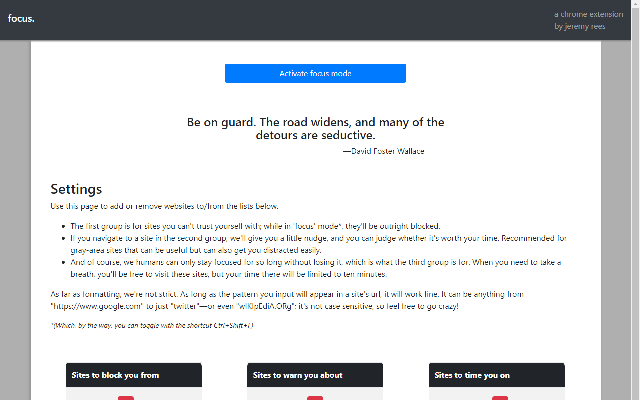 focus.
a chrome extension
by jeremy rees
Activate focus mode
Be on guard. The road widens, and many of the
detours are seductive.
—David Foster Wallace
Settings
Use this page to add or remove websites to/from the lists below.
The first group is for sites you can't trust yourself with; while in 'focus' mode*, they'll be outright blocked.
If you navigate to a site in the second group, we'll give you a little nudge, and you can judge whether it's worth your time. Recommended for
gray-area sites that can be useful but can also get you distracted easily.
And of course, we humans can only stay focused for so long without losing it, which is what the third group is for. When you need to take a
breath, you'll be free to visit these sites, but your time there will be limited to ten minutes.
As far as formatting, we're not strict. As long as the pattern you input will appear in a site's url, it will work fine. It can be anything from
"https://www.google.com" to just "twitter"—or even "wIKIpEdiA.ORg"; it's not case sensitive, so feel free to go crazy!
*(Which, by the way, you can toggle with the shortcut Ctrl+Shift+F.)
Sites to block you from
Sites to warn you about
Sites to time you on